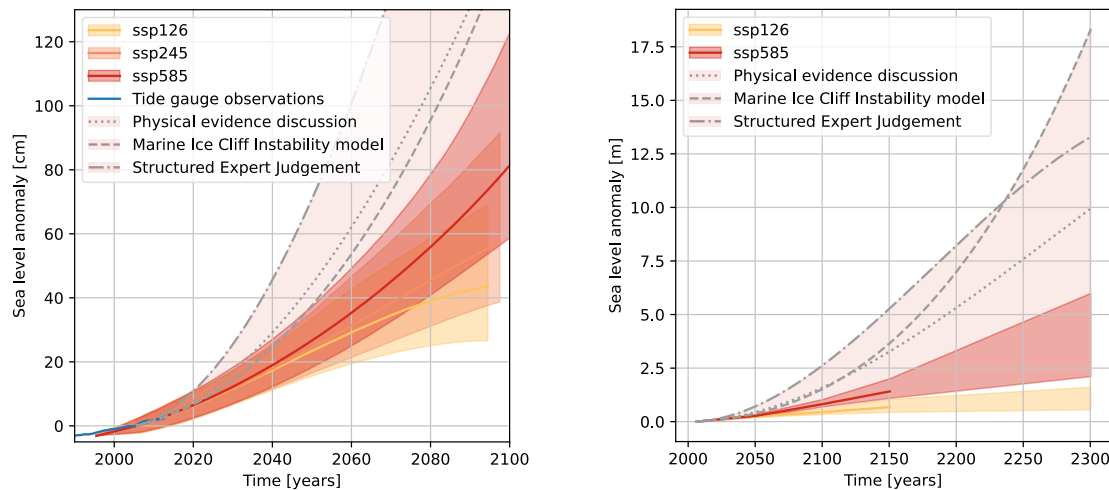 120
100
80
60
40
20
0
Sea level anomaly [cm]
ssp126
ssp245
ssp585
Tide gauge observations
Physical evidence discussion
Marine Ice Cliff Instability model
Structured Expert Judgement
2000 2020 2040 2060 2080 2100
Time [years]
17.5
15.0
12.5
10.0
7.5
5.0
2.5
0.0
Sea level anomaly [m]
ssp126
ssp585
Physical evidence discussion
Marine Ice Cliff Instability model
Structured Expert Judgement
2000 2050 2100 2150 2200 2250 2300
Time [years]